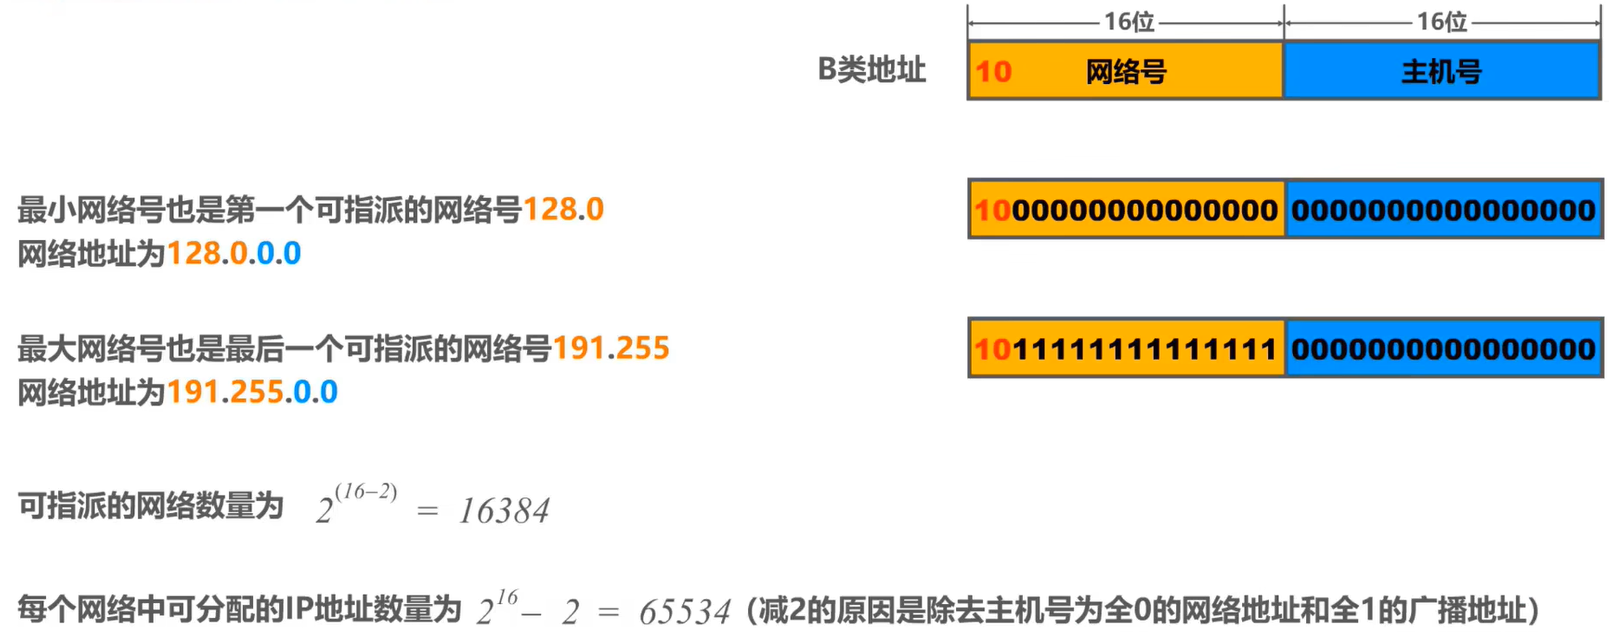 16位 16位
B类地址 10 网络号 主机号
最小网络号也是第一个可指派的网络号128.0
网络地址为128.0.0.0
1000000000000000 0000000000000000
最大网络号也是最后一个可指派的网络号191.255
网络地址为191.255.0.0
1011111111111111 0000000000000000
可指派的网络数量为 2^(16-2) = 16384
每个网络中可分配的IP地址数量为 2^16 - 2 = 65534 (减2的原因是除去主机号为全0的网络地址和全1的广播地址)